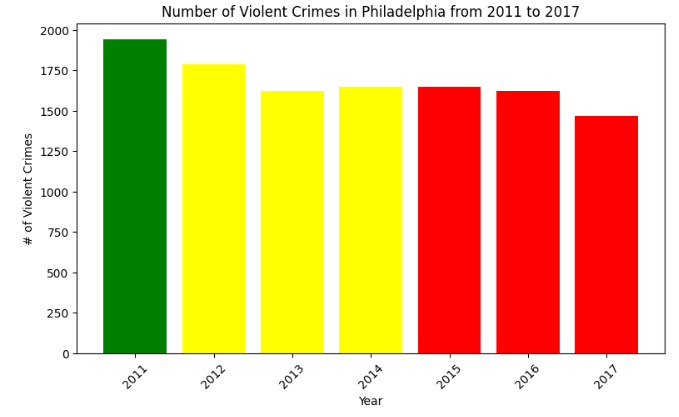 Number of Violent Crimes in Philadelphia from 2011 to 2017
2000
1750
1500
1250
1000
750
500
250
0
# of Violent Crimes
2011 2012 2013 2014 2015 2016 2017
Year